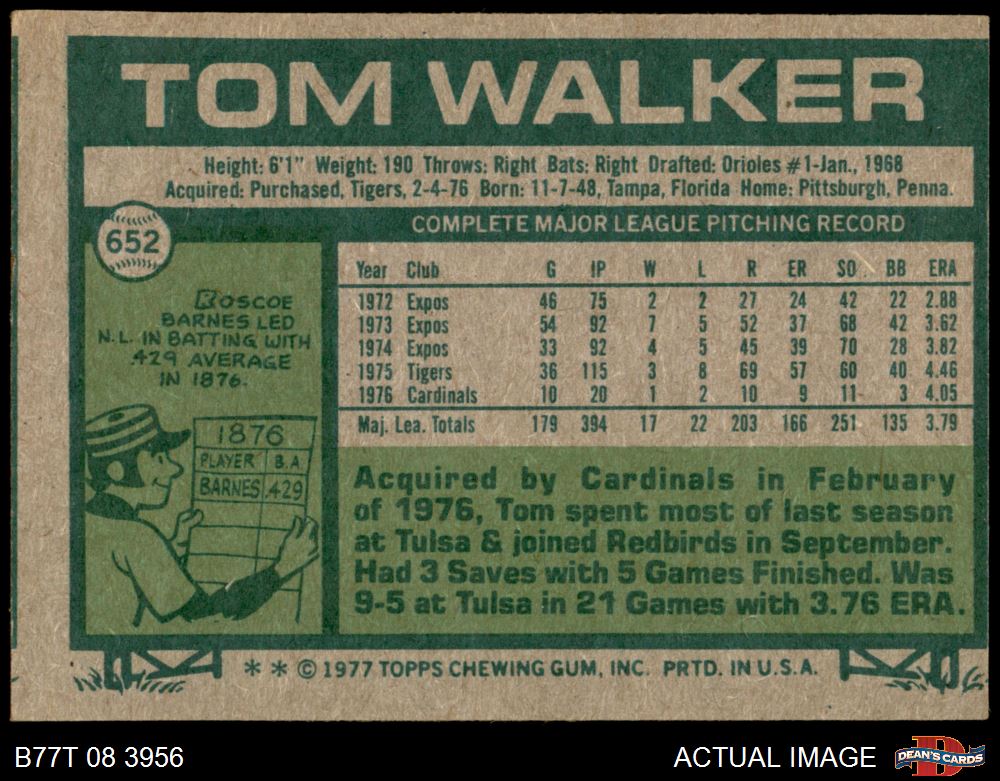 TOM WALKER
Height: 6'1" Weight: 190 Throws: Right Bats: Right Drafted: Orioles #1-Jan., 1968
Acquired: Purchased, Tigers, 2-4-76 Born: 11-7-48, Tampa, Florida Home: Pittsburgh, Penna.
652
ROSCOE
BARNES LED
N.L. IN BATTING WITH
.429 AVERAGE
IN 1876.
1876
PLAYER B.A.
BARNES .429
COMPLETE MAJOR LEAGUE PITCHING RECORD
Year Club G IP W L R ER SO BB ERA
1972 Expos 46 75 2 2 27 24 42 22 2.88
1973 Expos 54 92 7 5 52 37 68 42 3.62
1974 Expos 33 92 4 5 45 39 70 28 3.82
1975 Tigers 36 115 3 8 69 57 60 40 4.46
1976 Cardinals 10 20 1 2 10 9 11 3 4.05
Maj. Lea. Totals 179 394 17 22 203 166 251 135 3.79
Acquired by Cardinals in February
of 1976, Tom spent most of last season
at Tulsa & joined Redbirds in September.
Had 3 Saves with 5 Games Finished. Was
9-5 at Tulsa in 21 Games with 3.76 ERA.
* * © 1977 TOPPS CHEWING GUM, INC. PRTD. IN U.S.A.
B77T 08 3956
ACTUAL IMAGE
D
DEAN'S CARDS